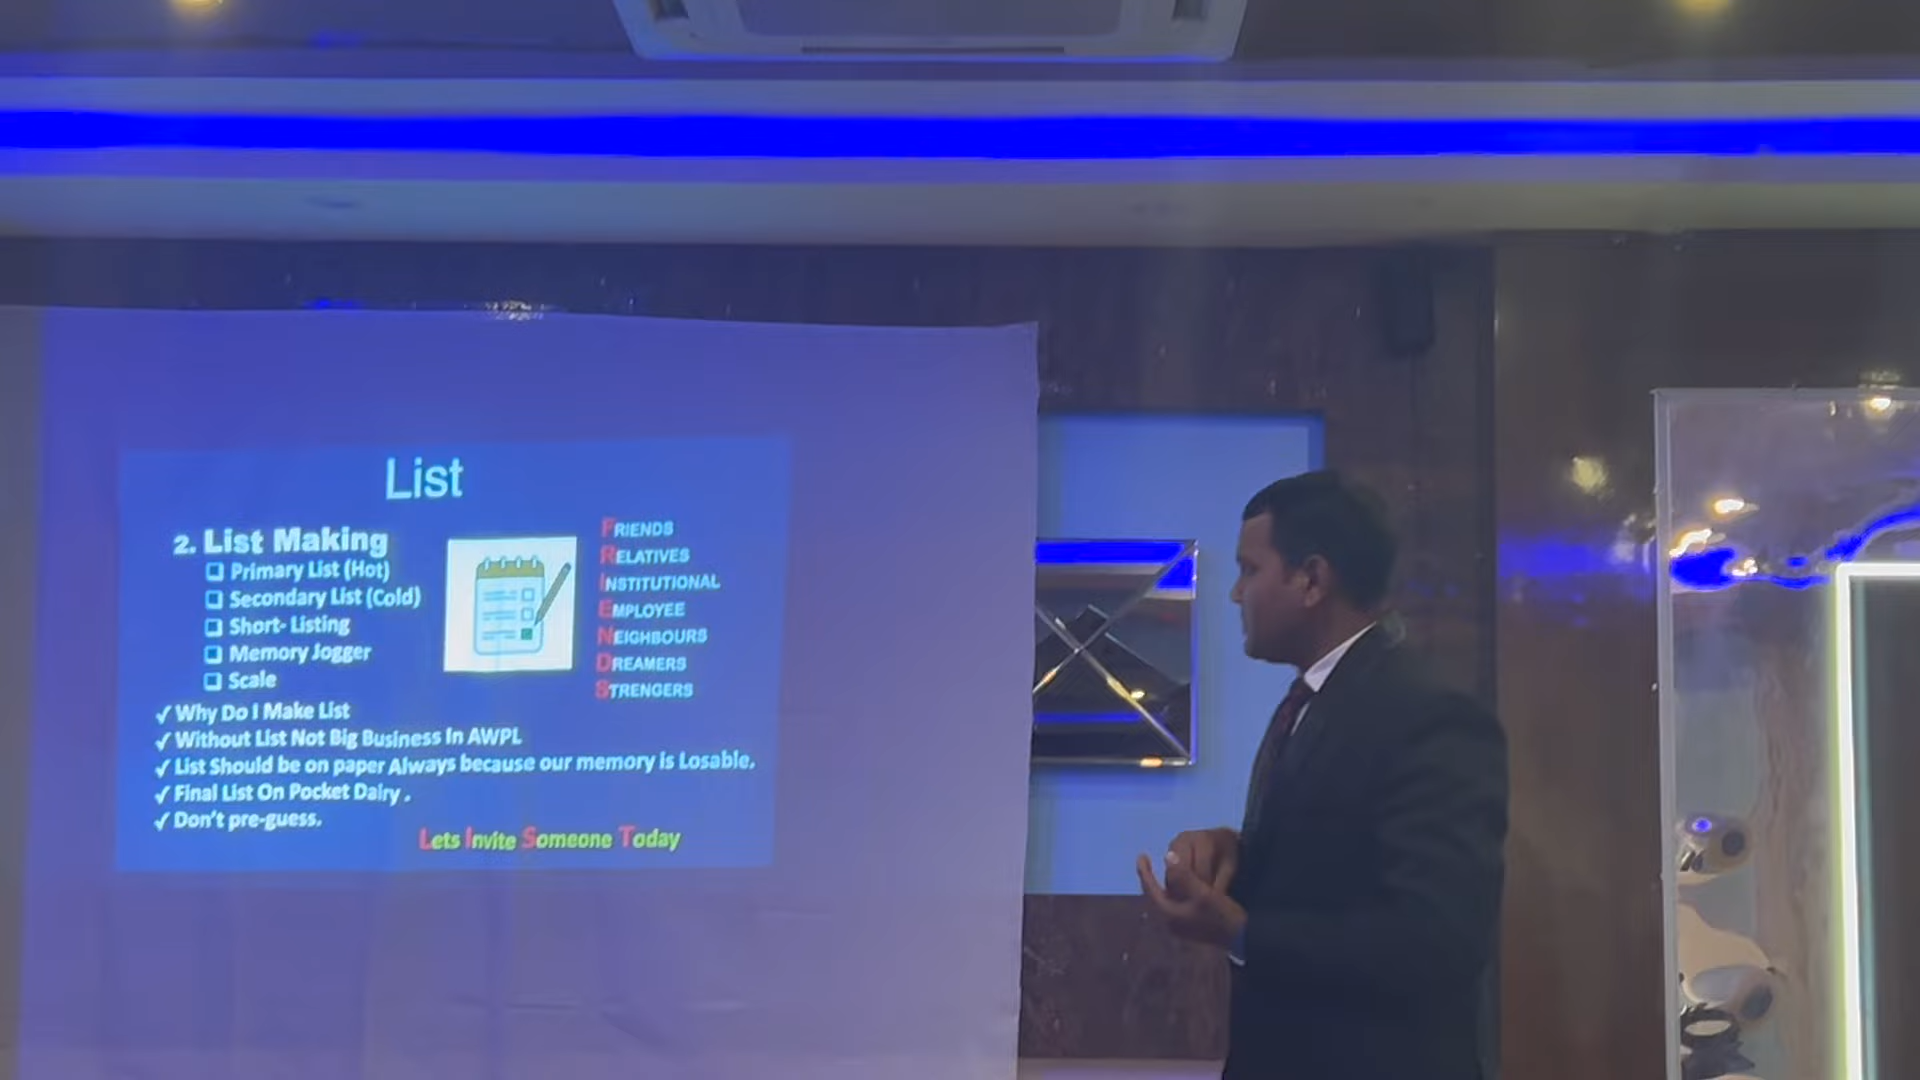 List
2. List Making
Primary List (Hot)
Secondary List (Cold)
Short- Listing
Memory Jogger
Scale
FRIENDS
RELATIVES
INSTITUTIONAL
EMPLOYEE
NEIGHBOURS
DREAMERS
STRENGERS
✓ Why Do I Make List
✓ Without List Not Big Business In AWPL
✓ List Should be on paper Always because our memory is Losable.
✓ Final List On Pocket Dairy .
✓ Don't pre-guess.
Lets Invite Someone Today